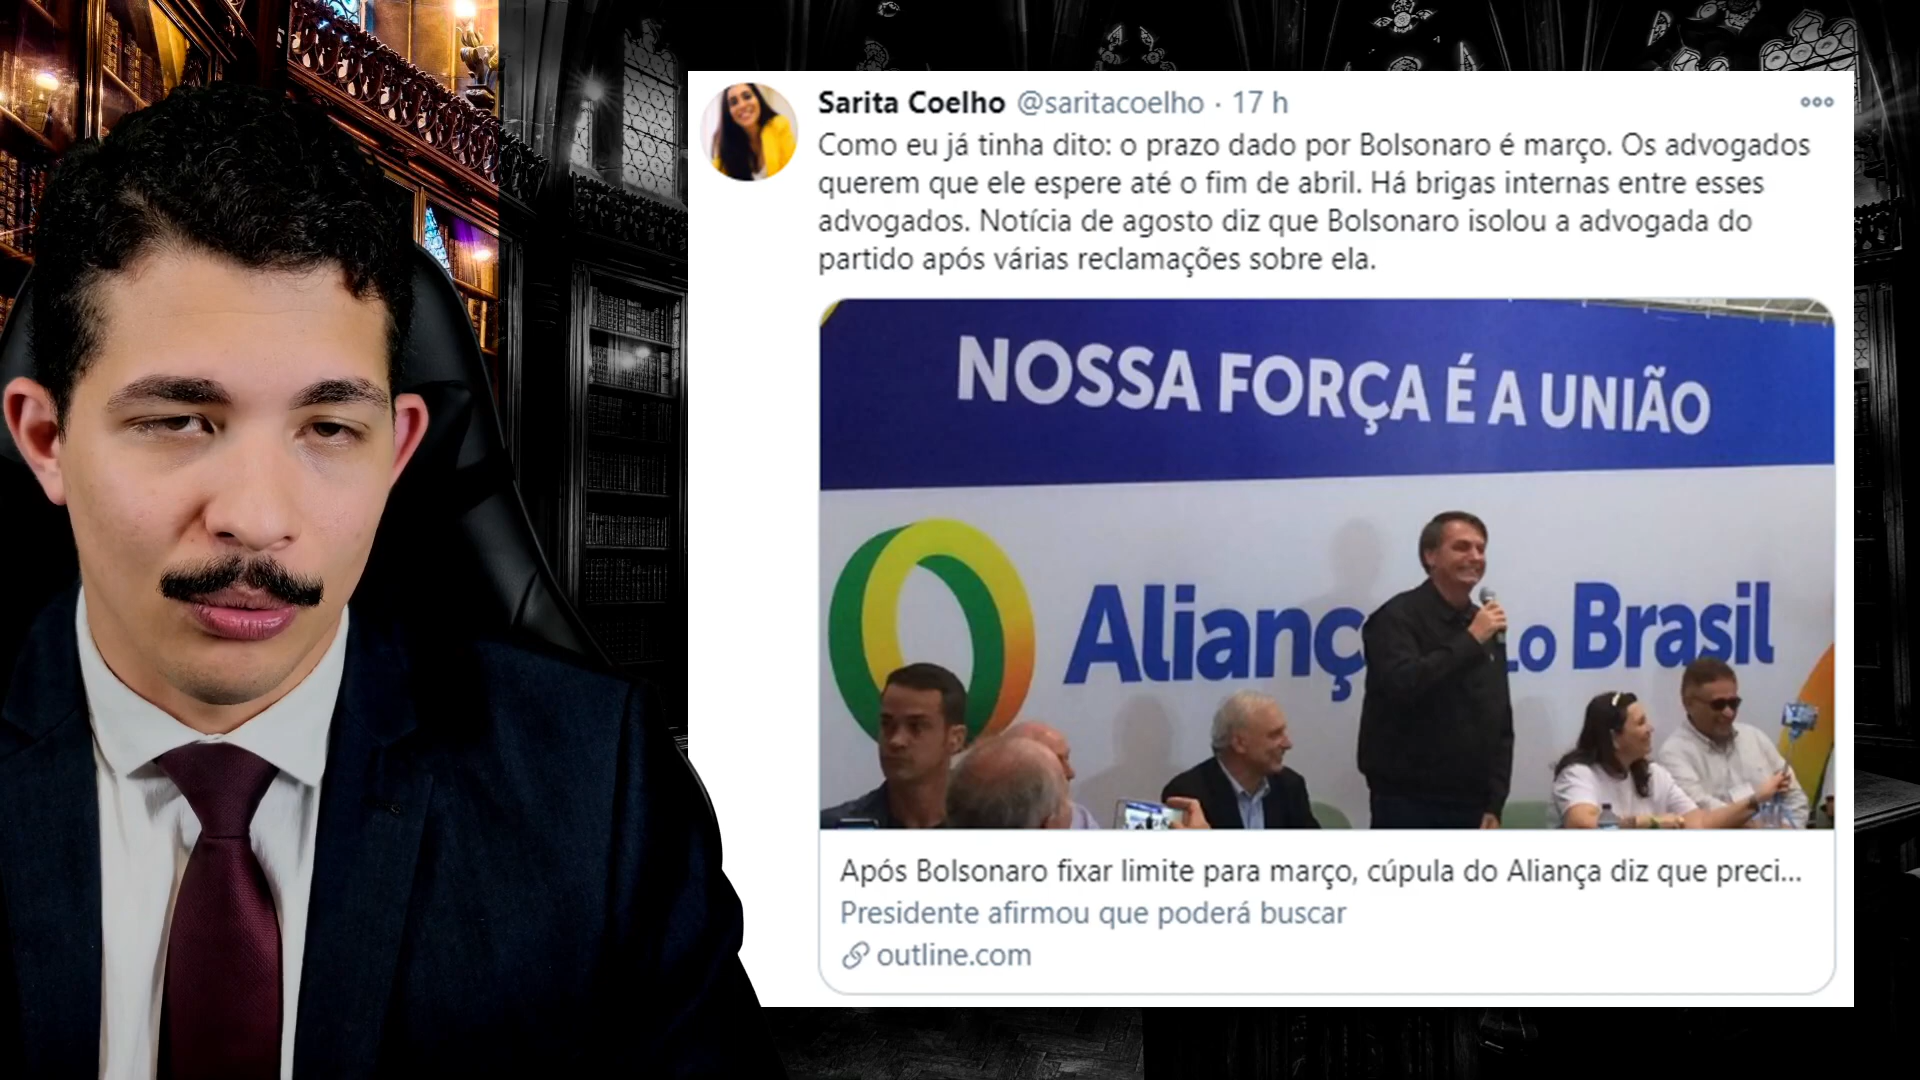 Sarita Coelho @saritacoelho · 17 h
Como eu já tinha dito: o prazo dado por Bolsonaro é março. Os advogados
querem que ele espere até o fim de abril. Há brigas internas entre esses
advogados. Notícia de agosto diz que Bolsonaro isolou a advogada do
partido após várias reclamações sobre ela.
NOSSA FORÇA É A UNIÃO
Alianç lo Brasil
Após Bolsonaro fixar limite para março, cúpula do Aliança diz que preci...
Presidente afirmou que poderá buscar
outline.com